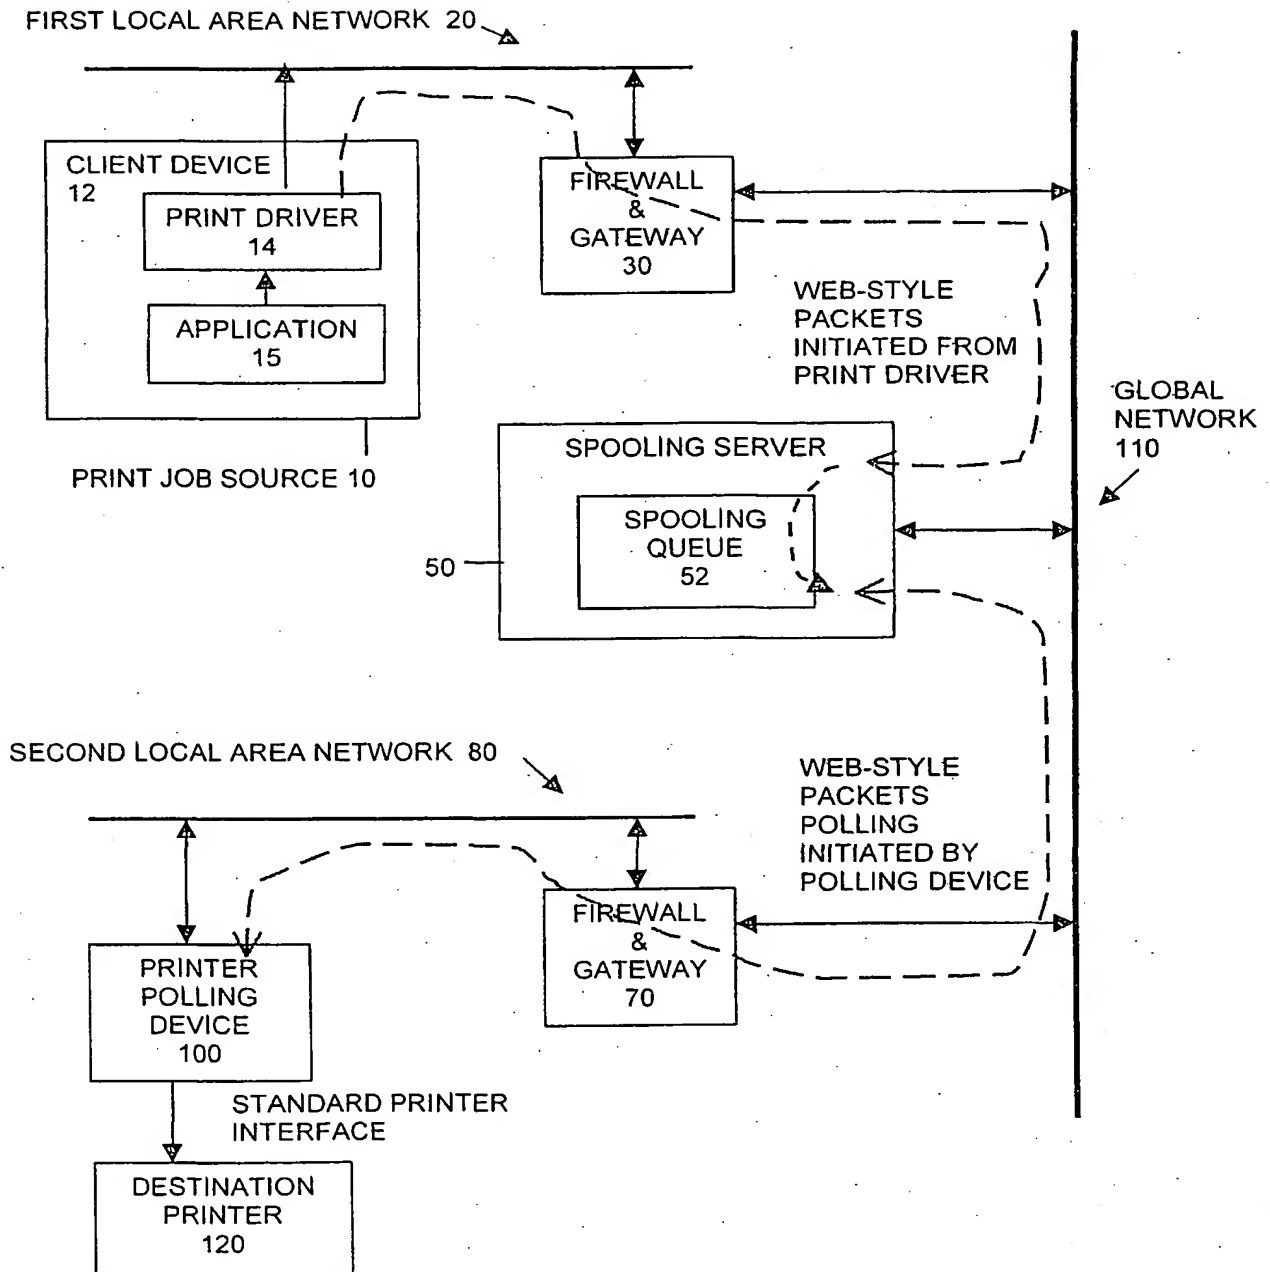 FIRST LOCAL AREA NETWORK 20
CLIENT DEVICE
12
PRINT DRIVER
14
APPLICATION
15
PRINT JOB SOURCE 10
FIREWALL
&
GATEWAY
30
WEB-STYLE
PACKETS
INITIATED FROM
PRINT DRIVER
GLOBAL
NETWORK
110
SPOOLING SERVER
SPOOLING
QUEUE
52
50
SECOND LOCAL AREA NETWORK 80
WEB-STYLE
PACKETS
POLLING
INITIATED BY
POLLING DEVICE
FIREWALL
&
GATEWAY
70
PRINTER
POLLING
DEVICE
100
STANDARD PRINTER
INTERFACE
DESTINATION
PRINTER
120